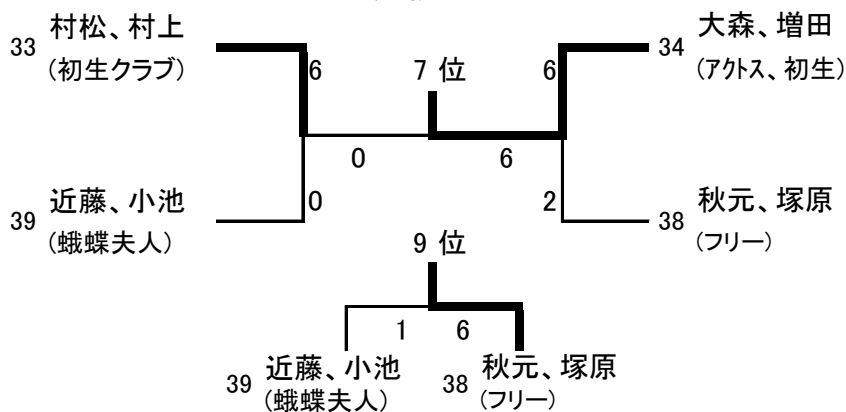 33 村松、村上
(初生クラブ)
6
7 位
6
34 大森、増田
(アクトス、初生)
0
6
39 近藤、小池
(蛾蝶夫人)
0
2
38 秋元、塚原
(フリー)
9 位
1
6
39 近藤、小池
(蛾蝶夫人)
38 秋元、塚原
(フリー)